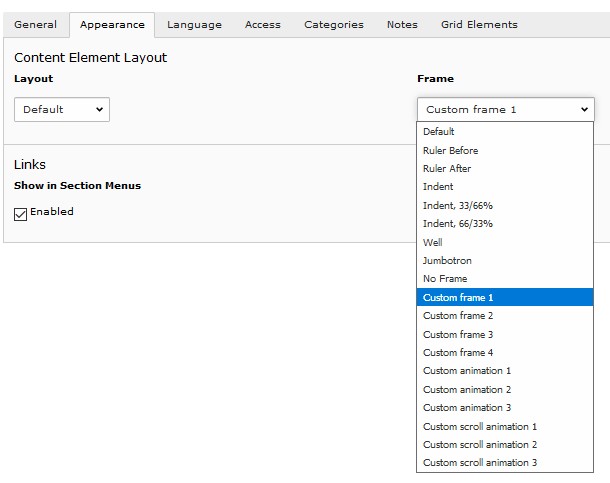 General Appearance Language Access Categories Notes Grid Elements
Content Element Layout
Layout Frame
Default Custom frame 1
Default
Ruler Before
Ruler After
Indent
Indent, 33/66%
Indent, 66/33%
Well
Jumbotron
No Frame
Custom frame 1
Custom frame 2
Custom frame 3
Custom frame 4
Custom animation 1
Custom animation 2
Custom animation 3
Custom scroll animation 1
Custom scroll animation 2
Custom scroll animation 3
Links
Show in Section Menus
Enabled